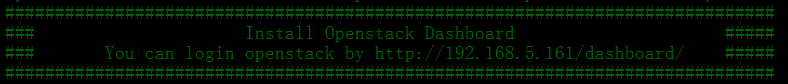 ################################################################################
###                     Install Openstack Dashboard                      #####
###       You can login openstack by http://192.168.5.161/dashboard/    #####
################################################################################